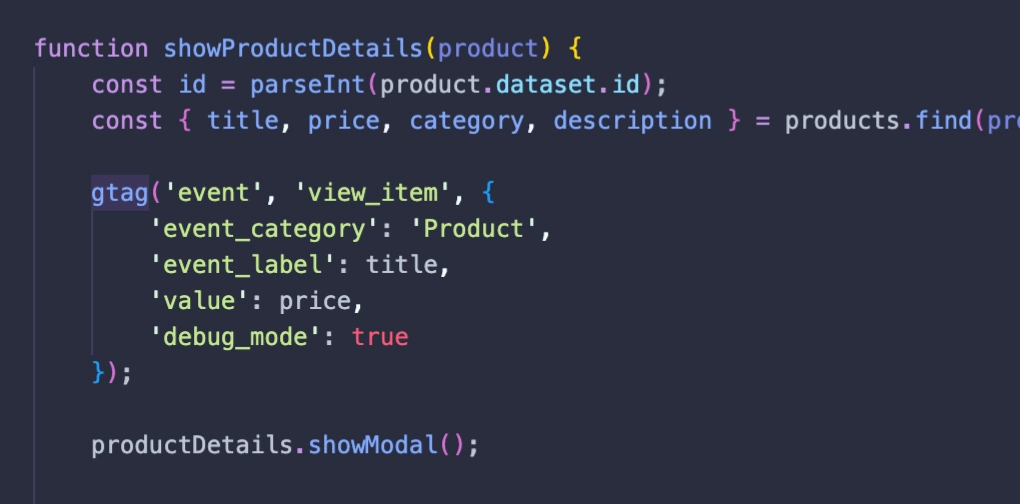 function showProductDetails(product) {
const id = parseInt(product.dataset.id);
const { title, price, category, description } = products.find(
gtag('event', 'view_item', {
'event_category': 'Product',
'event_label': title,
'value': price,
'debug_mode': true
});
productDetails.showModal();